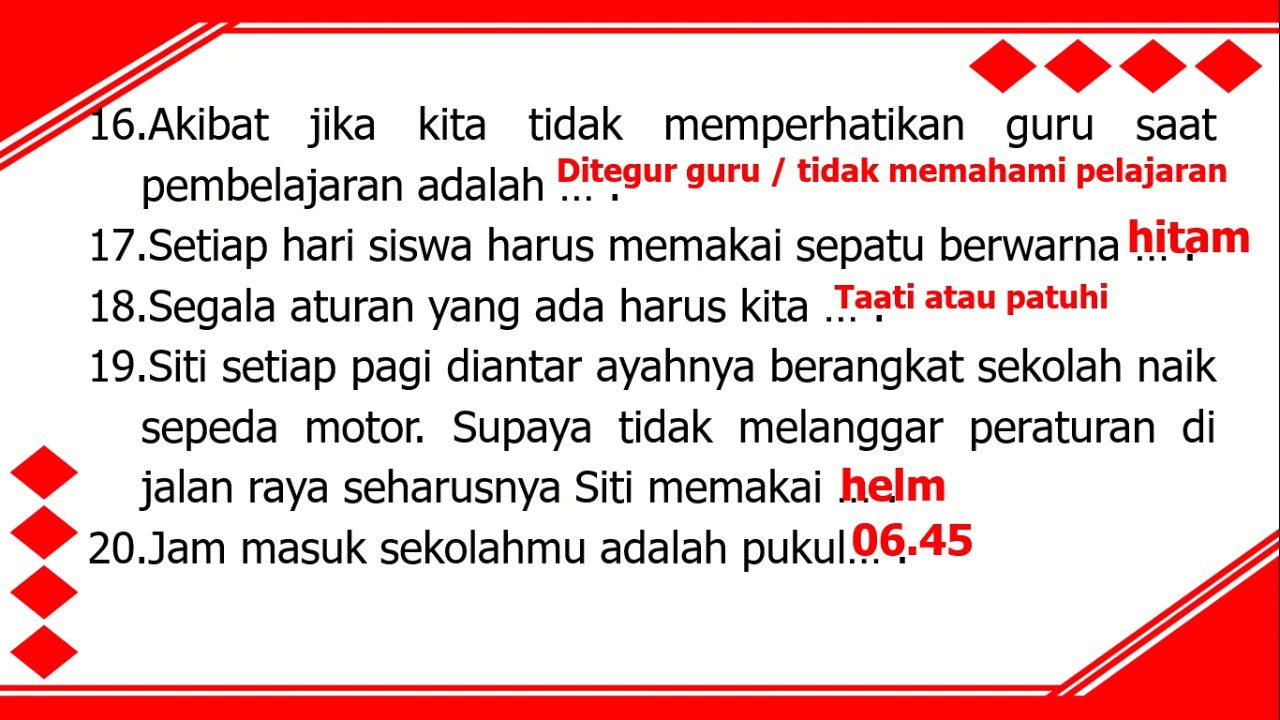 16.Akibat jika kita tidak memperhatikan guru saat
pembelajaran adalah ... . Ditegur guru / tidak memahami pelajaran
17.Setiap hari siswa harus memakai sepatu berwarna ... . hitam
18.Segala aturan yang ada harus kita ... . Taati atau patuhi
19.Siti setiap pagi diantar ayahnya berangkat sekolah naik
sepeda motor. Supaya tidak melanggar peraturan di
jalan raya seharusnya Siti memakai ... . helm
20.Jam masuk sekolahmu adalah pukul... . 06.45